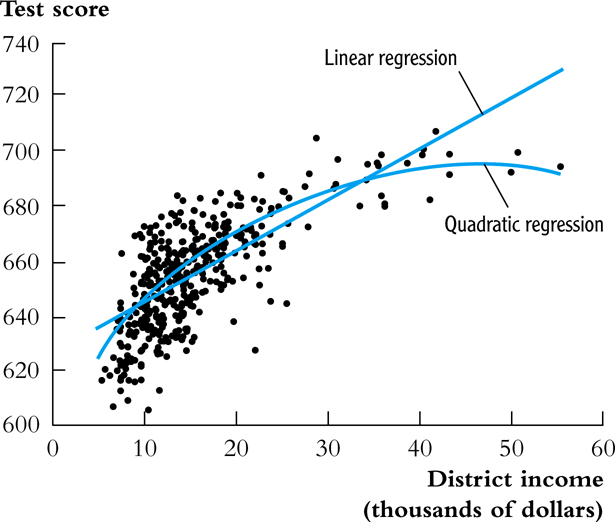 Test score
740
720
700
680
660
640
620
600
Linear regression
Quadratic regression
0 10 20 30 40 50 60
District income
(thousands of dollars)